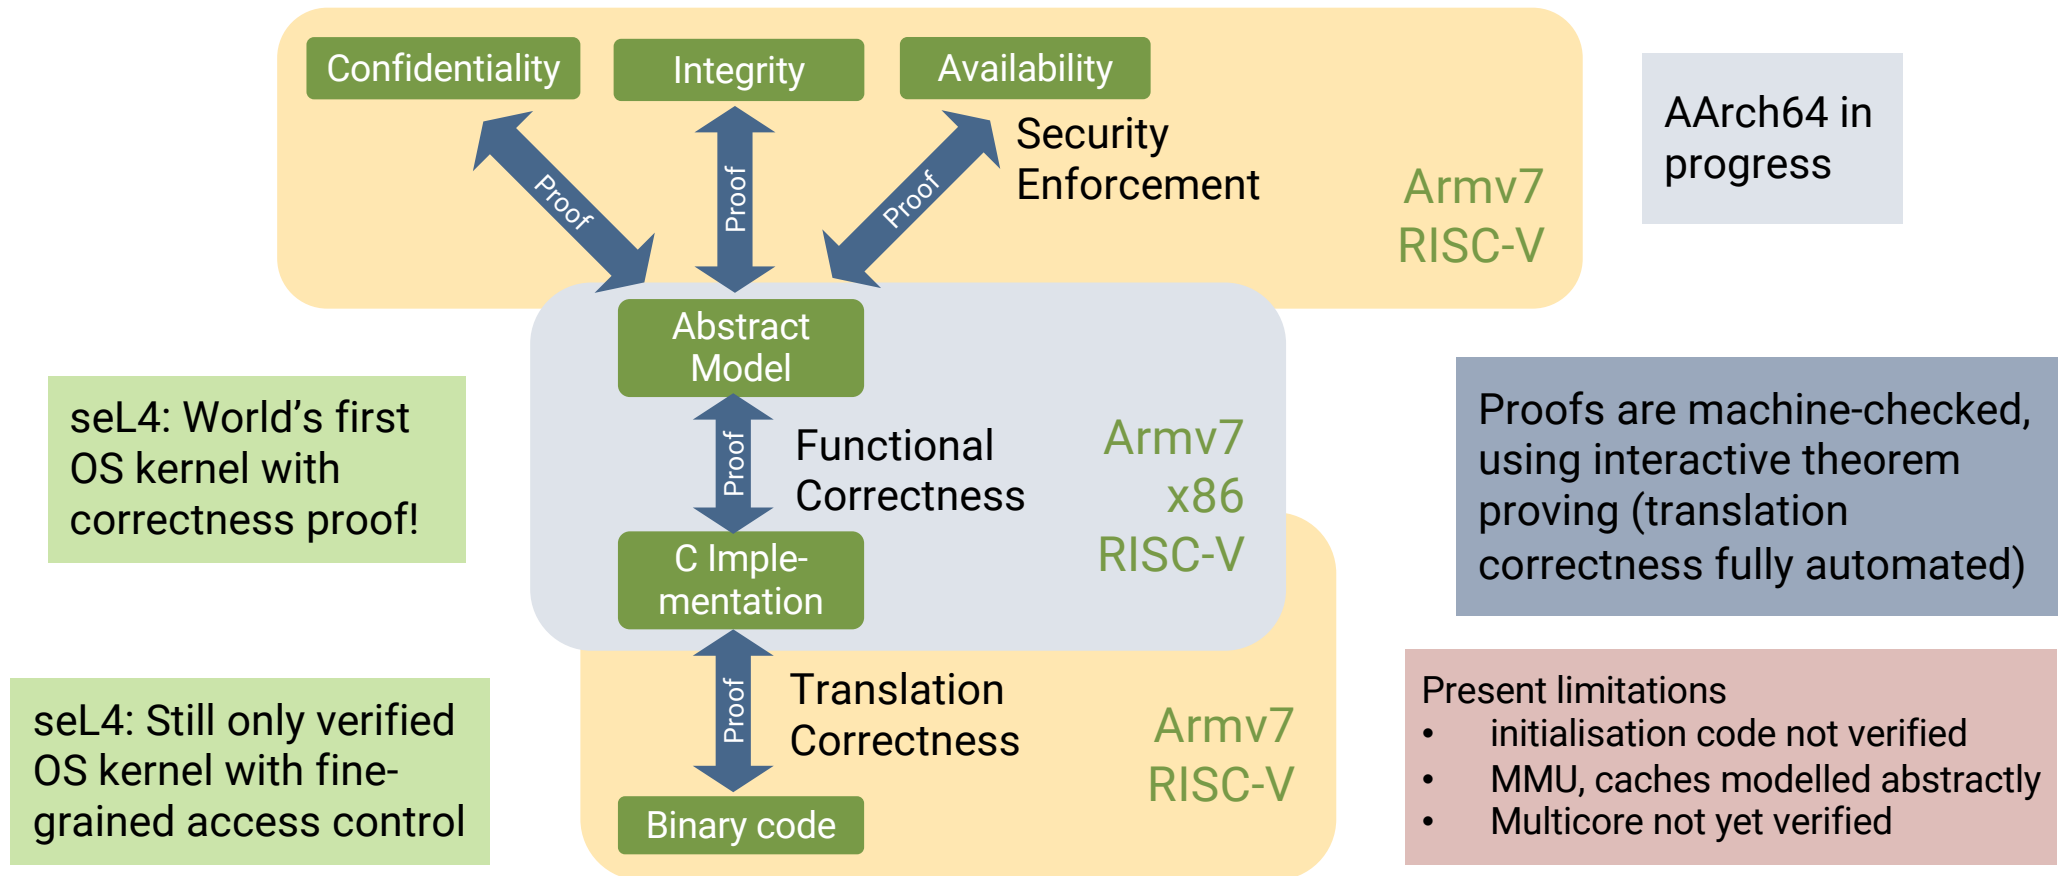 Confidentiality
Integrity
Availability
Proof
Proof
Proof
Security
Enforcement
Armv7
RISC-V
AArch64 in
progress
Abstract
Model
Proof
Functional
Correctness
Armv7
x86
RISC-V
C Imple-
mentation
Proof
Translation
Correctness
Armv7
RISC-V
Binary code
seL4: World’s first
OS kernel with
correctness proof!
seL4: Still only verified
OS kernel with fine-
grained access control
Proofs are machine-checked,
using interactive theorem
proving (translation
correctness fully automated)
Present limitations
• initialisation code not verified
• MMU, caches modelled abstractly
• Multicore not yet verified